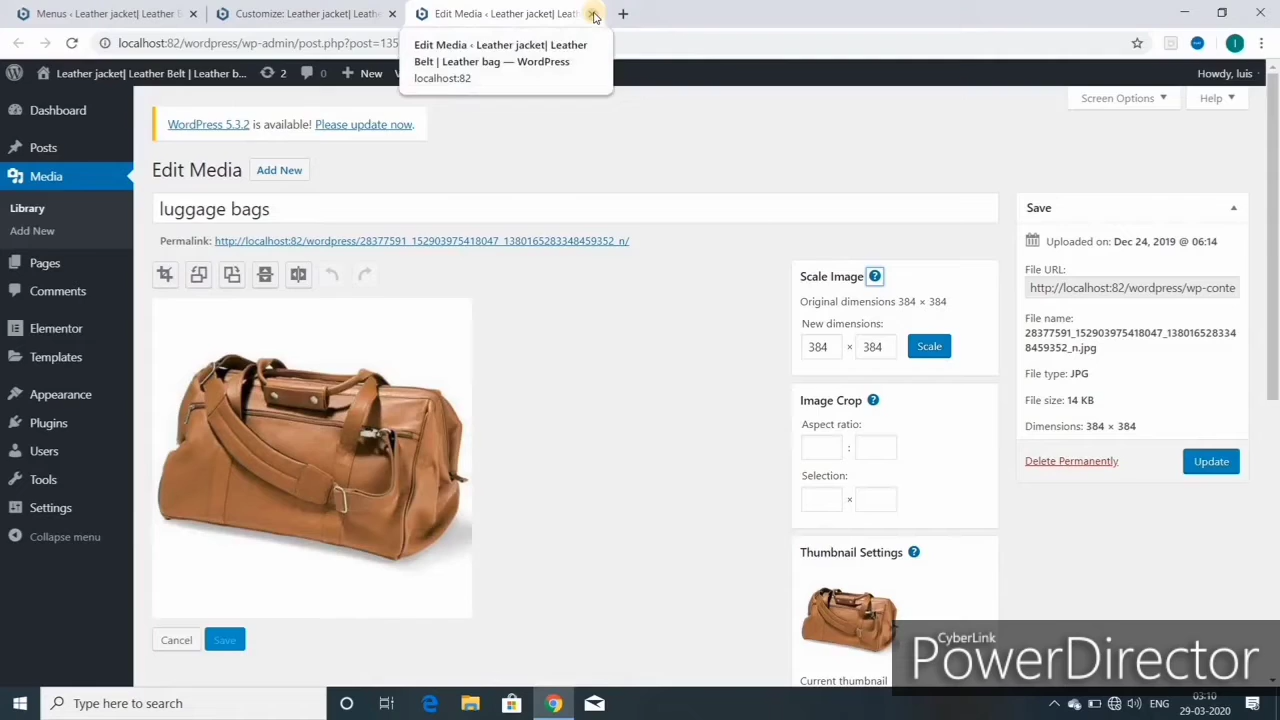 Menus ‹ Leather jacket| Leather B
Customize: Leather jacket| Leathe
Edit Media ‹ Leather jacket| Leat
localhost:82/wordpress/wp-admin/post.php?post=135
Edit Media ‹ Leather jacket| Leather
Belt | Leather bag — WordPress
localhost:82
Leather jacket| Leather Belt | Leather b...
2
0
New
Howdy, luis
Dashboard
Posts
Media
Library
Add New
Pages
Comments
Elementor
Templates
Appearance
Plugins
Users
Tools
Settings
Collapse menu
Screen Options
Help
WordPress 5.3.2 is available! Please update now.
Edit Media
Add New
luggage bags
Permalink: http://localhost:82/wordpress/28377591_152903975418047_1380165283348459352_n/
Cancel
Save
Scale Image
Original dimensions 384 × 384
New dimensions:
384 × 384
Scale
Image Crop
Aspect ratio:
:
Selection:
×
Thumbnail Settings
Current thumbnail
Save
Uploaded on: Dec 24, 2019 @ 06:14
File URL:
http://localhost:82/wordpress/wp-conte
File name:
28377591_152903975418047_138016528334
8459352_n.jpg
File type: JPG
File size: 14 KB
Dimensions: 384 × 384
Delete Permanently
Update
CyberLink
PowerDirector
Type here to search
ENG
03:10
29-03-2020